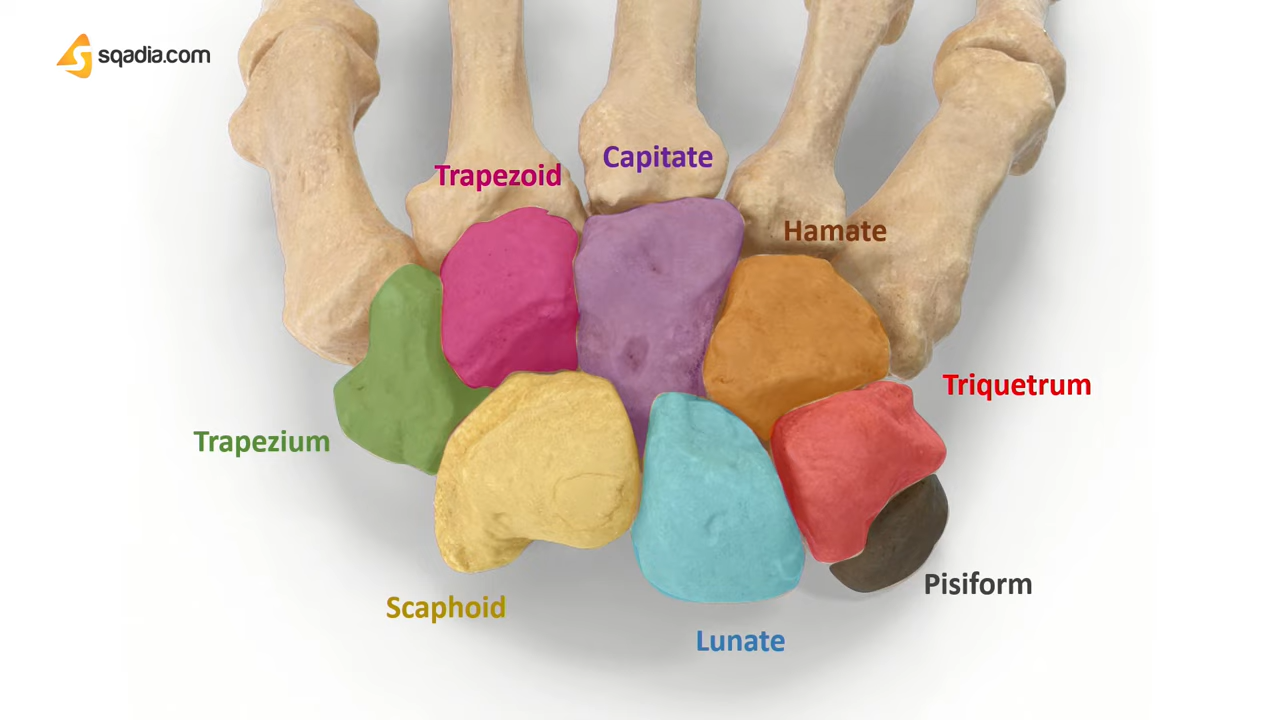 sqadia.com
Capitate
Trapezoid
Hamate
Triquetrum
Trapezium
Pisiform
Scaphoid
Lunate